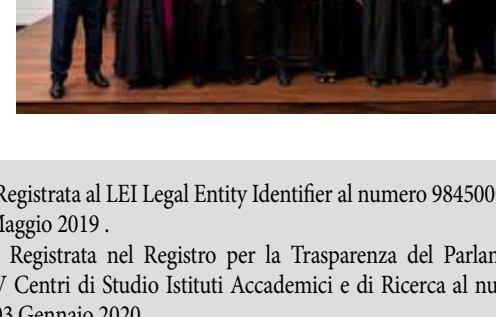 Registrata al LEI Legal Entity Identifier al numero 984500
Maggio 2019 .
Registrata nel Registro per la Trasparenza del Parlan
V Centri di Studio Istituti Accademici e di Ricerca al nu
03 Gennaio 2020